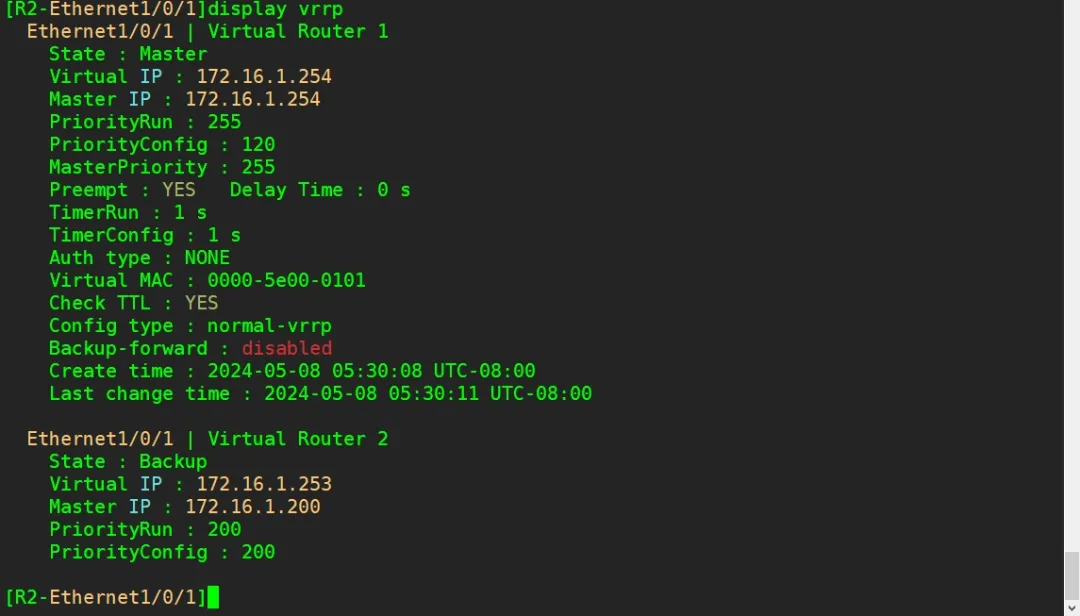 [R2-Ethernet1/0/1]display vrrp
Ethernet1/0/1 | Virtual Router 1
State : Master
Virtual IP : 172.16.1.254
Master IP : 172.16.1.254
PriorityRun : 255
PriorityConfig : 120
MasterPriority : 255
Preempt : YES   Delay Time : 0 s
TimerRun : 1 s
TimerConfig : 1 s
Auth type : NONE
Virtual MAC : 0000-5e00-0101
Check TTL : YES
Config type : normal-vrrp
Backup-forward : disabled
Create time : 2024-05-08 05:30:08 UTC-08:00
Last change time : 2024-05-08 05:30:11 UTC-08:00
Ethernet1/0/1 | Virtual Router 2
State : Backup
Virtual IP : 172.16.1.253
Master IP : 172.16.1.200
PriorityRun : 200
PriorityConfig : 200
[R2-Ethernet1/0/1]